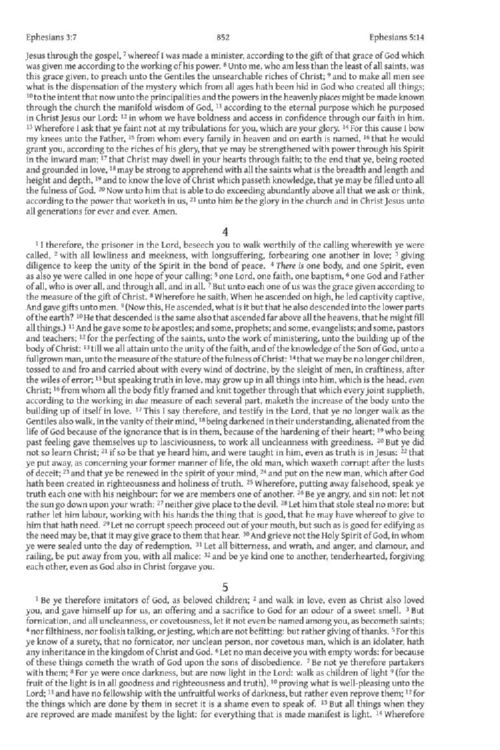 Ephesians 3:7 852 Ephesians 5:14
Jesus through the gospel, 7 whereof I was made a minister, according to the gift of that grace of God which
was given me according to the working of his power. 8 Unto me, who am less than the least of all saints, was
this grace given, to preach unto the Gentiles the unsearchable riches of Christ; 9 and to make all men see
what is the dispensation of the mystery which from all ages hath been hid in God who created all things;
10 to the intent that now unto the principalities and the powers in the heavenly places might be made known
through the church the manifold wisdom of God, 11 according to the eternal purpose which he purposed
in Christ Jesus our Lord: 12 in whom we have boldness and access in confidence through our faith in him.
13 Wherefore I ask that ye faint not at my tribulations for you, which are your glory. 14 For this cause I bow
my knees unto the Father, 15 from whom every family in heaven and on earth is named, 16 that he would
grant you, according to the riches of his glory, that ye may be strengthened with power through his Spirit
in the inward man; 17 that Christ may dwell in your hearts through faith; to the end that ye, being rooted
and grounded in love, 18 may be strong to apprehend with all the saints what is the breadth and length and
height and depth, 19 and to know the love of Christ which passeth knowledge, that ye may be filled unto all
the fulness of God. 20 Now unto him that is able to do exceeding abundantly above all that we ask or think,
according to the power that worketh in us, 21 unto him be the glory in the church and in Christ Jesus unto
all generations for ever and ever. Amen.
4
1 I therefore, the prisoner in the Lord, beseech you to walk worthily of the calling wherewith ye were
called, 2 with all lowliness and meekness, with longsuffering, forbearing one another in love; 3 giving
diligence to keep the unity of the Spirit in the bond of peace. 4 There is one body, and one Spirit, even
as also ye were called in one hope of your calling; 5 one Lord, one faith, one baptism, 6 one God and Father
of all, who is over all, and through all, and in all. 7 But unto each one of us was the grace given according to
the measure of the gift of Christ. 8 Wherefore he saith, When he ascended on high, he led captivity captive,
And gave gifts unto men. 9 (Now this, He ascended, what is it but that he also descended into the lower parts
of the earth? 10 He that descended is the same also that ascended far above all the heavens, that he might fill
all things.) 11 And he gave some to be apostles; and some, prophets; and some, evangelists; and some, pastors
and teachers; 12 for the perfecting of the saints, unto the work of ministering, unto the building up of the
body of Christ: 13 till we all attain unto the unity of the faith, and of the knowledge of the Son of God, unto a
fullgrown man, unto the measure of the stature of the fulness of Christ: 14 that we may be no longer children,
tossed to and fro and carried about with every wind of doctrine, by the sleight of men, in craftiness, after
the wiles of error; 15 but speaking truth in love, may grow up in all things into him, which is the head, even
Christ; 16 from whom all the body fitly framed and knit together through that which every joint supplieth,
according to the working in due measure of each several part, maketh the increase of the body unto the
building up of itself in love. 17 This I say therefore, and testify in the Lord, that ye no longer walk as the
Gentiles also walk, in the vanity of their mind, 18 being darkened in their understanding, alienated from the
life of God because of the ignorance that is in them, because of the hardening of their heart; 19 who being
past feeling gave themselves up to lasciviousness, to work all uncleanness with greediness. 20 But ye did
not so learn Christ; 21 if so be that ye heard him, and were taught in him, even as truth is in Jesus: 22 that
ye put away, as concerning your former manner of life, the old man, which waxeth corrupt after the lusts
of deceit; 23 and that ye be renewed in the spirit of your mind, 24 and put on the new man, which after God
hath been created in righteousness and holiness of truth. 25 Wherefore, putting away falsehood, speak ye
truth each one with his neighbour: for we are members one of another. 26 Be ye angry, and sin not: let not
the sun go down upon your wrath: 27 neither give place to the devil. 28 Let him that stole steal no more: but
rather let him labour, working with his hands the thing that is good, that he may have whereof to give to
him that hath need. 29 Let no corrupt speech proceed out of your mouth, but such as is good for edifying as
the need may be, that it may give grace to them that hear. 30 And grieve not the Holy Spirit of God, in whom
ye were sealed unto the day of redemption. 31 Let all bitterness, and wrath, and anger, and clamour, and
railing, be put away from you, with all malice: 32 and be ye kind one to another, tenderhearted, forgiving
each other, even as God also in Christ forgave you.
5
1 Be ye therefore imitators of God, as beloved children; 2 and walk in love, even as Christ also loved
you, and gave himself up for us, an offering and a sacrifice to God for an odour of a sweet smell. 3 But
fornication, and all uncleanness, or covetousness, let it not even be named among you, as becometh saints;
4 nor filthiness, nor foolish talking, or jesting, which are not befitting: but rather giving of thanks. 5 For this
ye know of a surety, that no fornicator, nor unclean person, nor covetous man, which is an idolater, hath
any inheritance in the kingdom of Christ and God. 6 Let no man deceive you with empty words: for because
of these things cometh the wrath of God upon the sons of disobedience. 7 Be not ye therefore partakers
with them; 8 For ye were once darkness, but are now light in the Lord: walk as children of light 9 (for the
fruit of the light is in all goodness and righteousness and truth), 10 proving what is well-pleasing unto the
Lord; 11 and have no fellowship with the unfruitful works of darkness, but rather even reprove them; 12 for
the things which are done by them in secret it is a shame even to speak of. 13 But all things when they
are reproved are made manifest by the light: for everything that is made manifest is light. 14 Wherefore